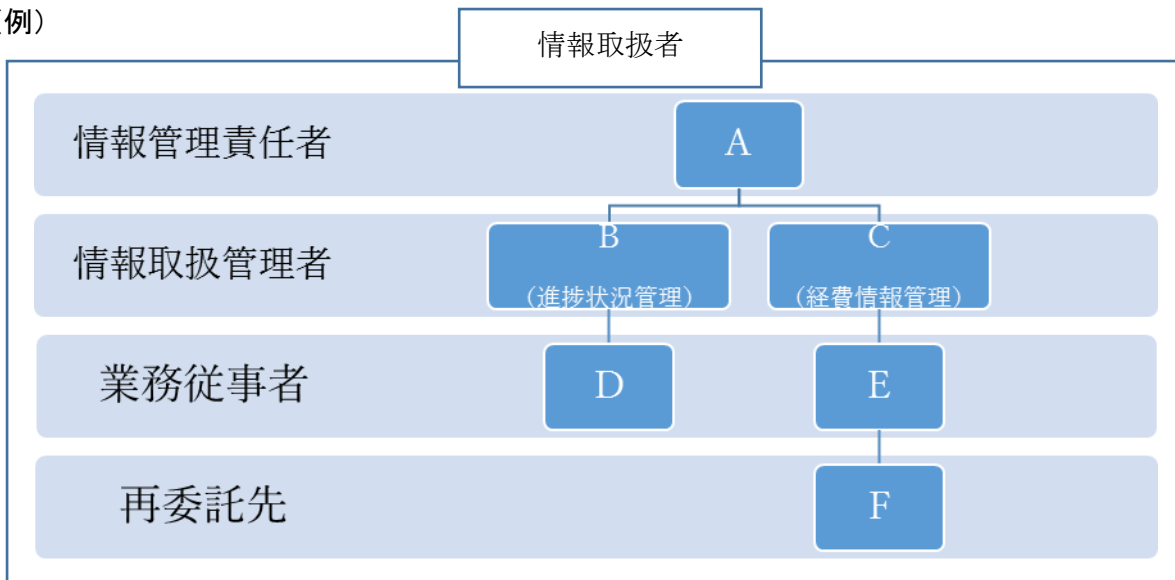 （例）
情報取扱者
情報管理責任者
A
情報取扱管理者
B
（進捗状況管理）
C
（経費情報管理）
業務従事者
D
E
再委託先
F